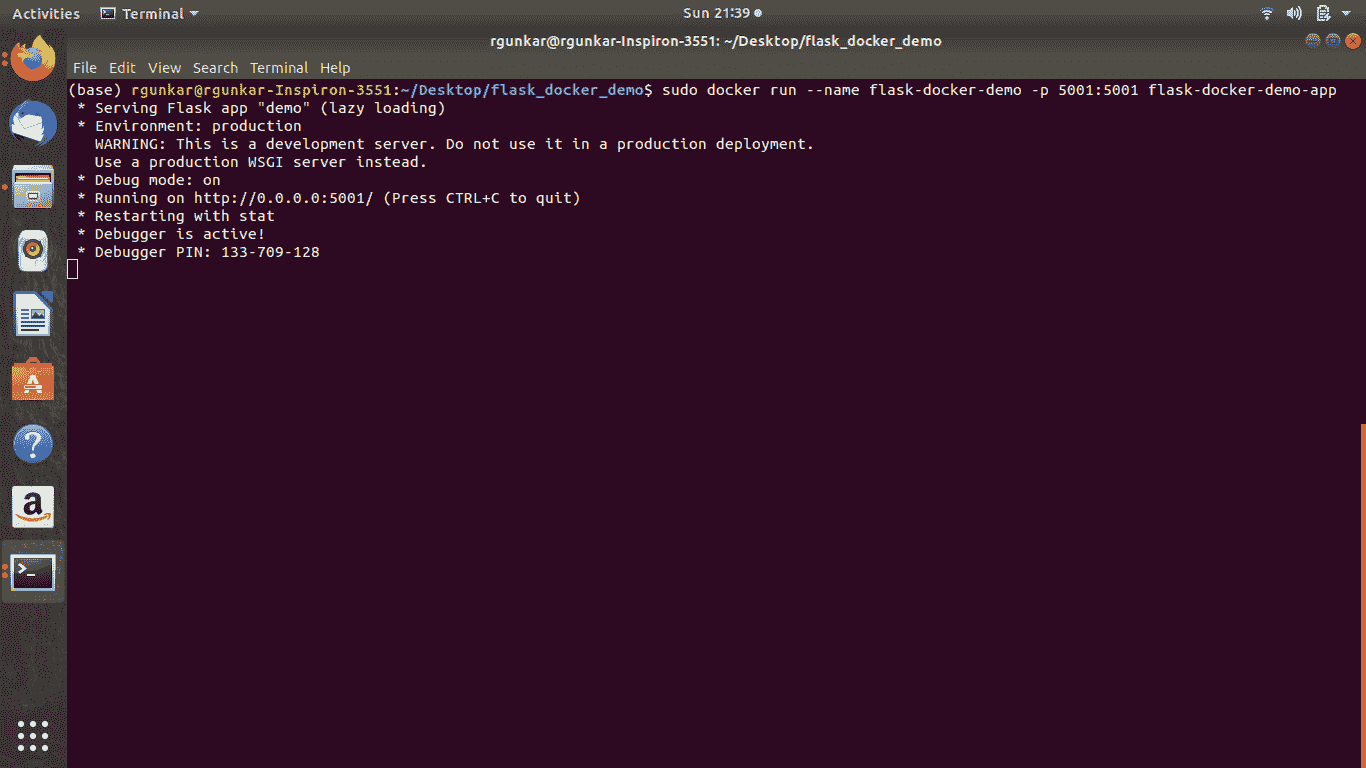 Activities Terminal Sun 21:39
rgunkar@rgunkar-Inspiron-3551: ~/Desktop/flask_docker_demo
File Edit View Search Terminal Help
(base) rgunkar@rgunkar-Inspiron-3551:~/Desktop/flask_docker_demo$ sudo docker run --name flask-docker-demo -p 5001:5001 flask-docker-demo-app
* Serving Flask app "demo" (lazy loading)
* Environment: production
WARNING: This is a development server. Do not use it in a production deployment.
Use a production WSGI server instead.
* Debug mode: on
* Running on http://0.0.0.0:5001/ (Press CTRL+C to quit)
* Restarting with stat
* Debugger is active!
* Debugger PIN: 133-709-128